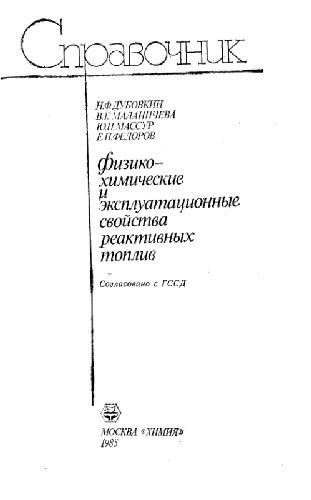 Справочник
Н.Ф.ДУБОВКИН
В.Г.МАЛАНИЧЕВА
Ю.П.МАССУР
Е.П.ФЕДОРОВ
физико-
химические
и
эксплуатационные
свойства
реактивных
топлив
Согласовано с ГССД
МОСКВА «ХИМИЯ»
1985